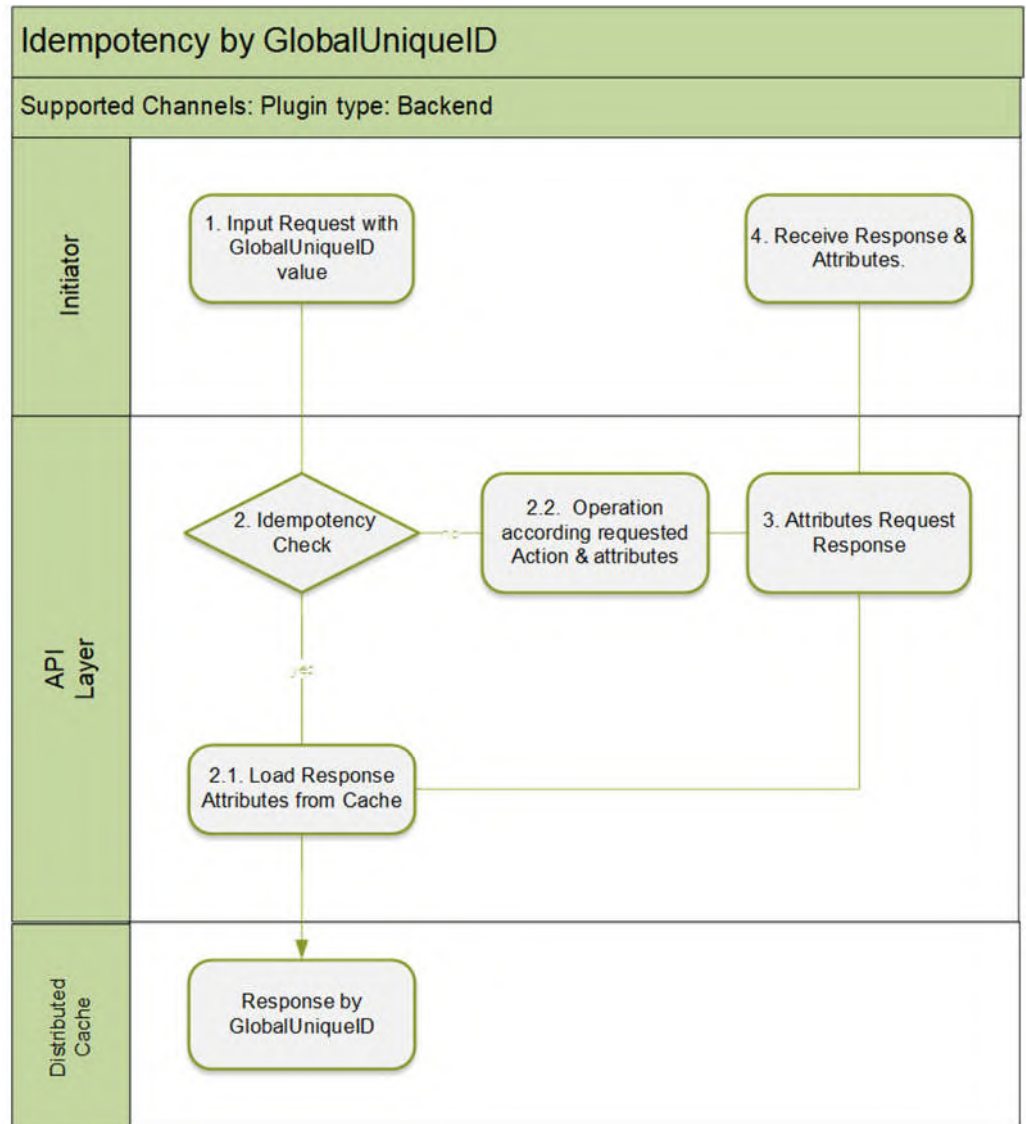 Idempotency by GlobalUniqueID
Supported Channels: Plugin type: Backend
Initiator
1. Input Request with
GlobalUniqueID
value
4. Receive Response &
Attributes.
API
Layer
2. Idempotency
Check
no
2.2. Operation
according requested
Action & attributes
3. Attributes Request
Response
yes
2.1. Load Response
Attributes from Cache
Distributed
Cache
Response by
GlobalUniqueID